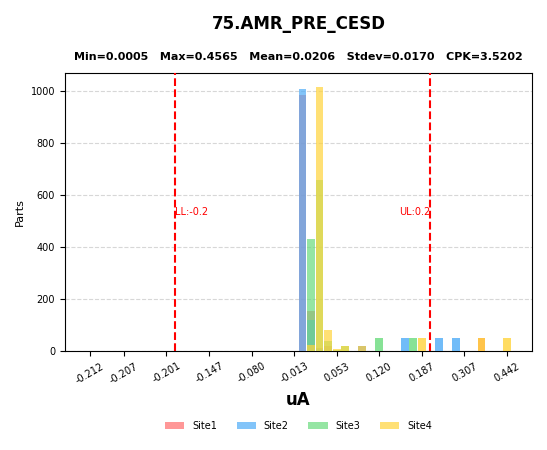 75.AMR_PRE_CESD
Min=0.0005 Max=0.4565 Mean=0.0206 Stdev=0.0170 CPK=3.5202
1000
800
600
400
200
0
Parts
LL:-0.2
UL:0.2
-0.212 -0.207 -0.201 -0.147 -0.080 -0.013 0.053 0.120 0.187 0.307 0.442
uA
Site1 Site2 Site3 Site4